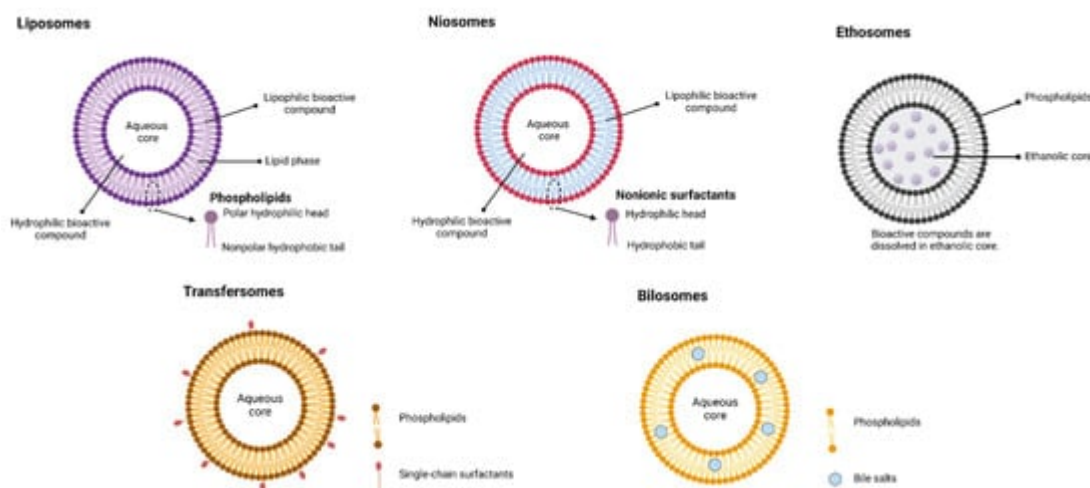 Liposomes
Lipophilic bioactive
compound
Aqueous
core
Lipid phase
Phospholipids
Polar hydrophilic head
Hydrophilic bioactive
compound
Nonpolar hydrophobic tail
Niosomes
Lipophilic bioactive
compound
Aqueous
core
Nonionic surfactants
Hydrophilic head
Hydrophilic bioactive
compound
Hydrophobic tail
Ethosomes
Phospholipids
Ethanolic core
Bioactive compounds are
dissolved in ethanolic core.
Transfersomes
Aqueous
core
Phospholipids
Single-chain surfactants
Bilosomes
Aqueous
core
Phospholipids
Bile salts